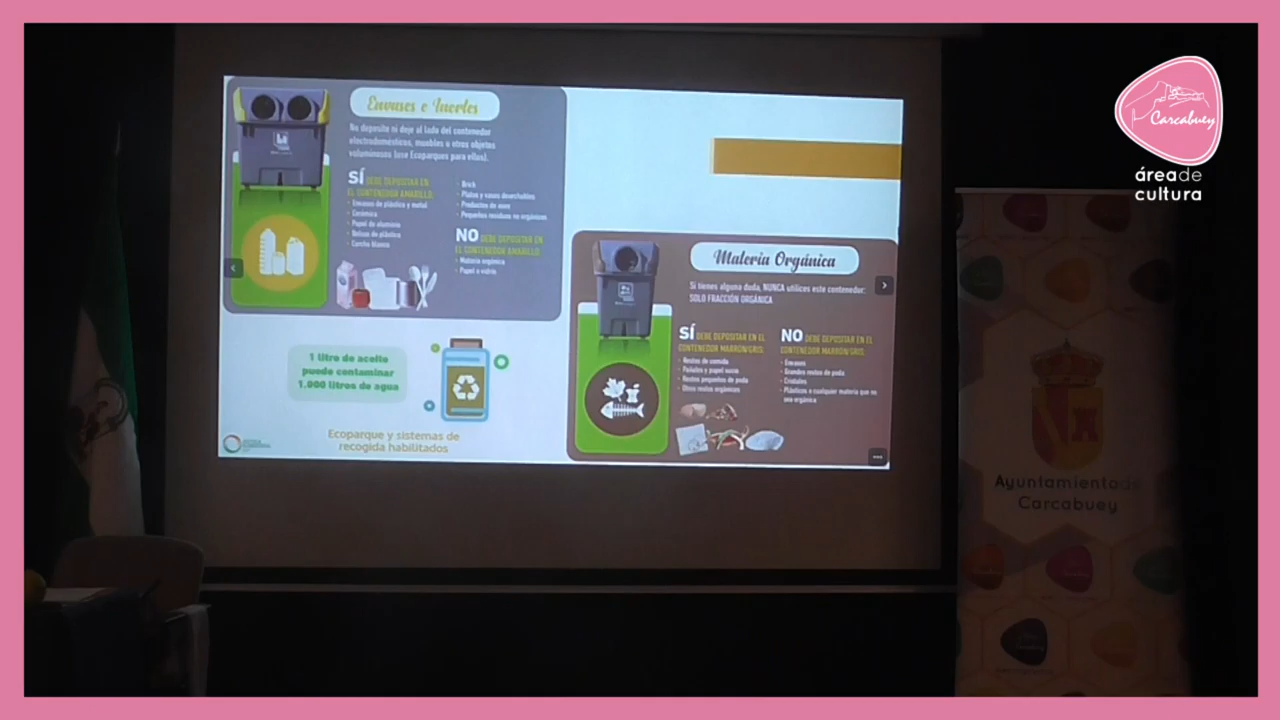 Envases e Inertes
No deposite ni deje al lado del contenedor
electrodomésticos, muebles u otros objetos
voluminosos (use Ecoparques para ellos).
SÍ DEBE DEPOSITAR EN
EL CONTENEDOR AMARILLO:
• Envases de plástico y metal
• Cerámica
• Papel de aluminio
• Bolsas de plástico
• Corcho blanco
• Brick
• Platos y vasos desechables
• Productos de aseo
• Pequeños residuos no orgánicos
NO DEBE DEPOSITAR EN
EL CONTENEDOR AMARILLO:
• Materia orgánica
• Papel o vidrio
1 litro de aceite
puede contaminar
1.000 litros de agua
Ecoparque y sistemas de
recogida habilitados
Materia Orgánica
Si tienes alguna duda, NUNCA utilices este contenedor:
SOLO FRACCIÓN ORGÁNICA
SÍ DEBE DEPOSITAR EN EL
CONTENEDOR MARRÓN/GRIS:
• Restos de comida
• Pañales y papel sucio
• Restos pequeños de poda
• Otros restos orgánicos
NO DEBE DEPOSITAR EN EL
CONTENEDOR MARRÓN/GRIS:
• Envases
• Grandes restos de poda
• Cristales
• Plásticos o cualquier materia que no
sea orgánica
Carcabuey
área de
cultura
Ayuntamiento de
Carcabuey